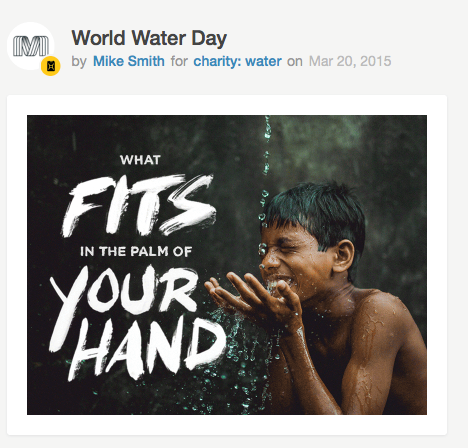 World Water Day
by Mike Smith for charity: water on Mar 20, 2015
WHAT
FITS
IN THE PALM OF
YOUR
HAND